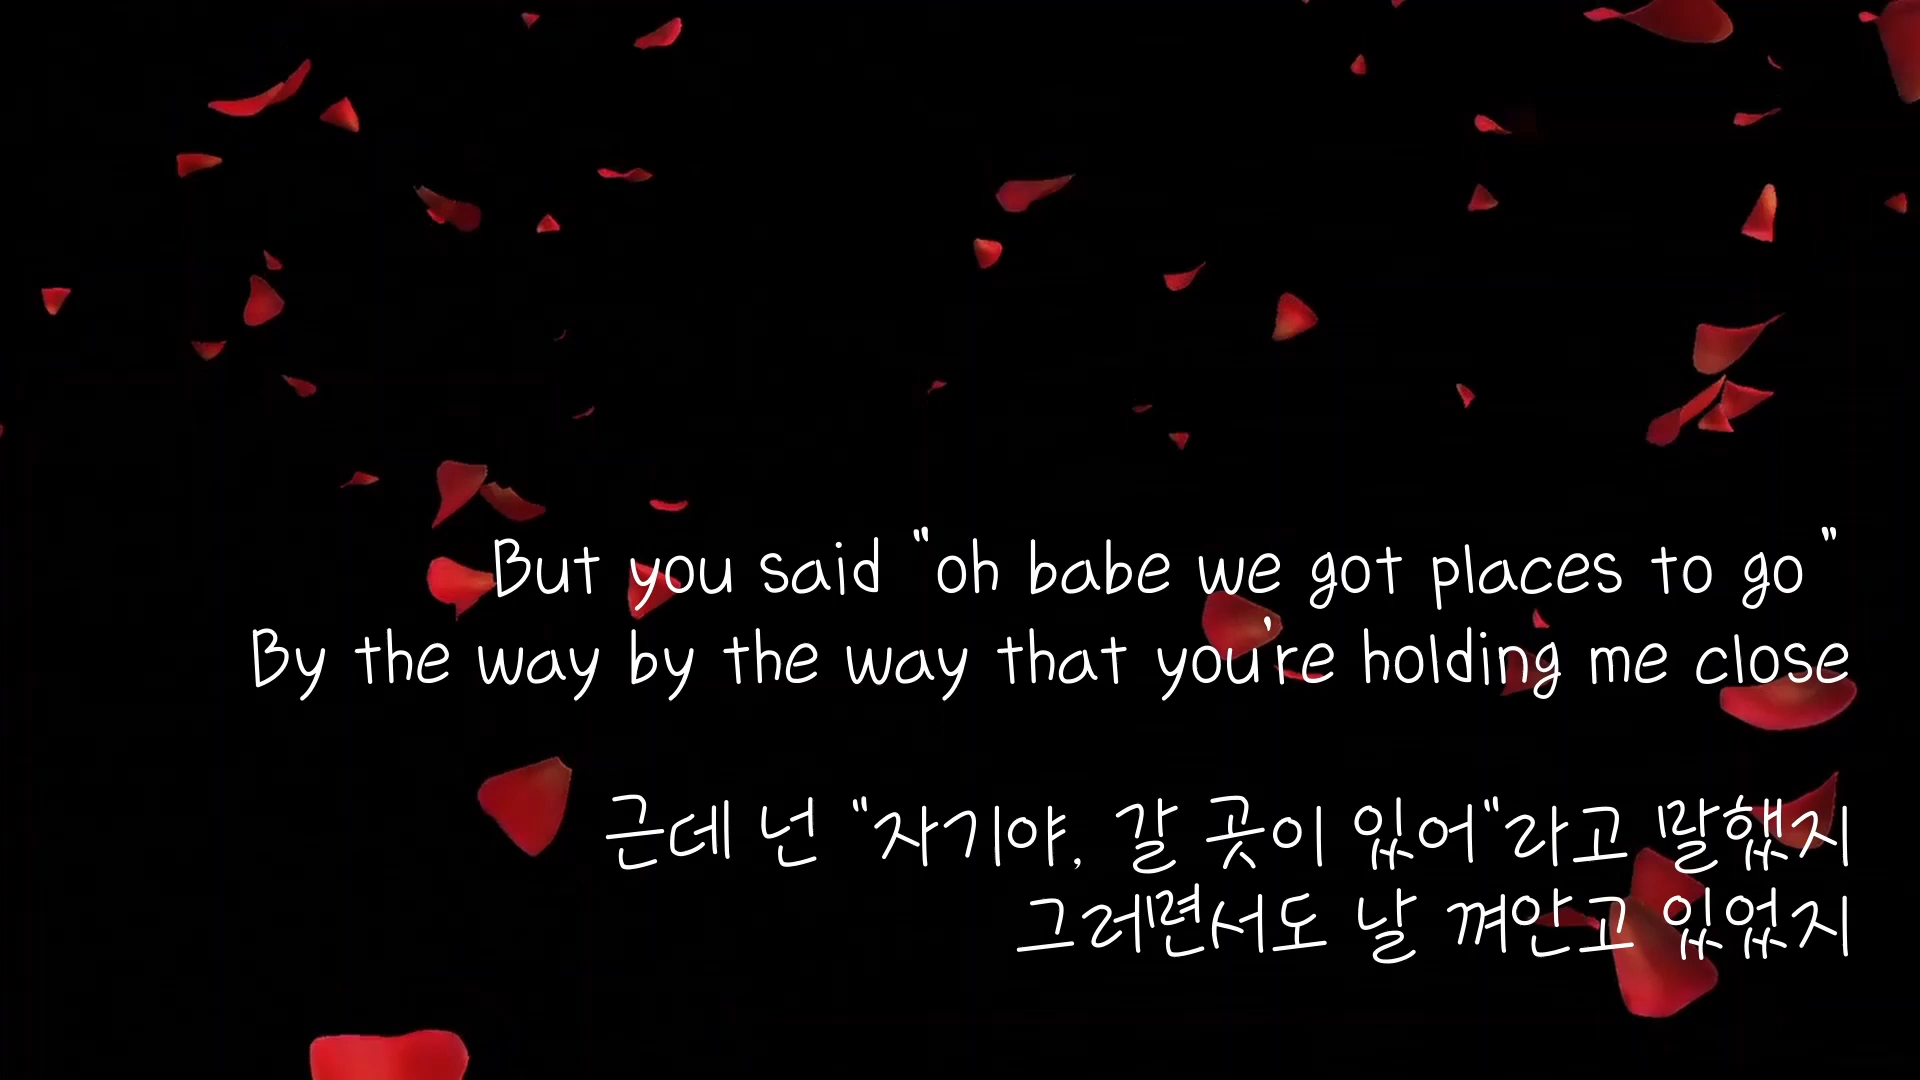 But you said "oh babe we got places to go"
By the way by the way that you're holding me close
근데 넌 "자기야, 갈 곳이 있어"라고 말했지
그러면서도 날 껴안고 있었지